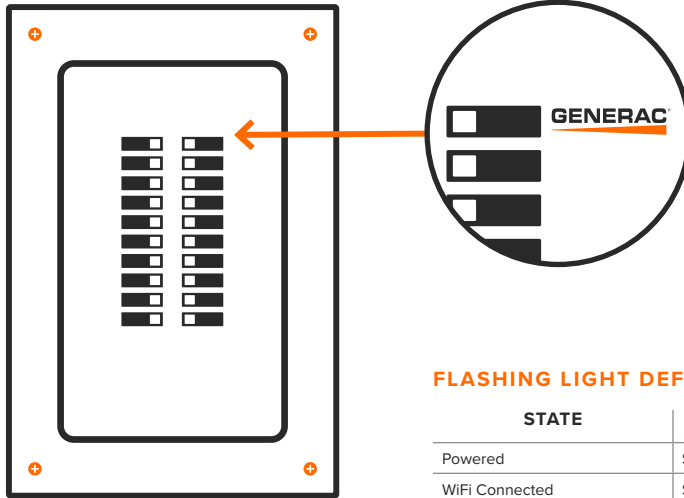 GENERAC
FLASHING LIGHT DEF
STATE
Powered
WiFi Connected